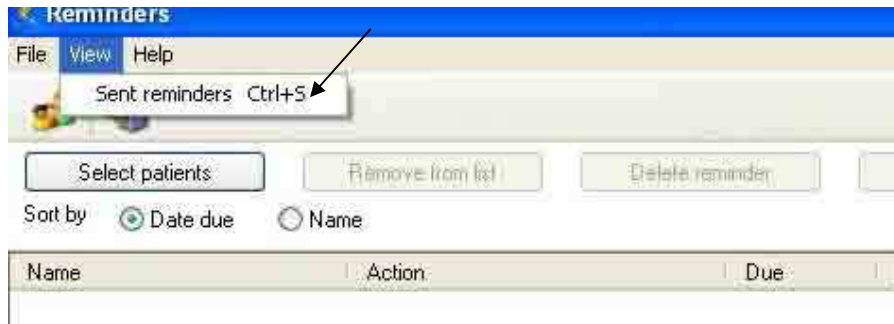 Reminders
File View Help
Sent reminders Ctrl+S
Select patients Remove from list Delete reminder
Sort by Date due Name
Name Action Due